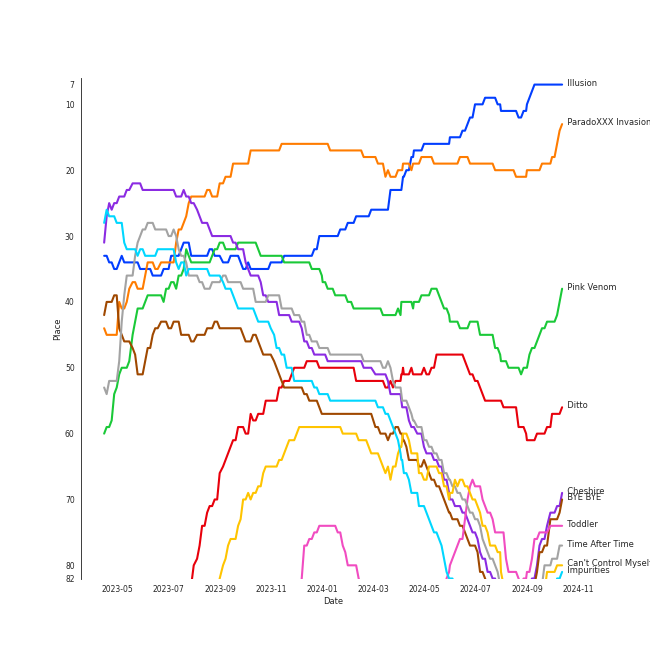 7
Illusion
10
ParadoXXX Invasion
20
30
Pink Venom
40
Place
50
Ditto
60
Cheshire
BYE BYE
70
Toddler
Time After Time
80
Can't Control Myself
Impurities
82
2023-05
2023-07
2023-09
2023-11
2024-01
2024-03
2024-05
2024-07
2024-09
2024-11
Date